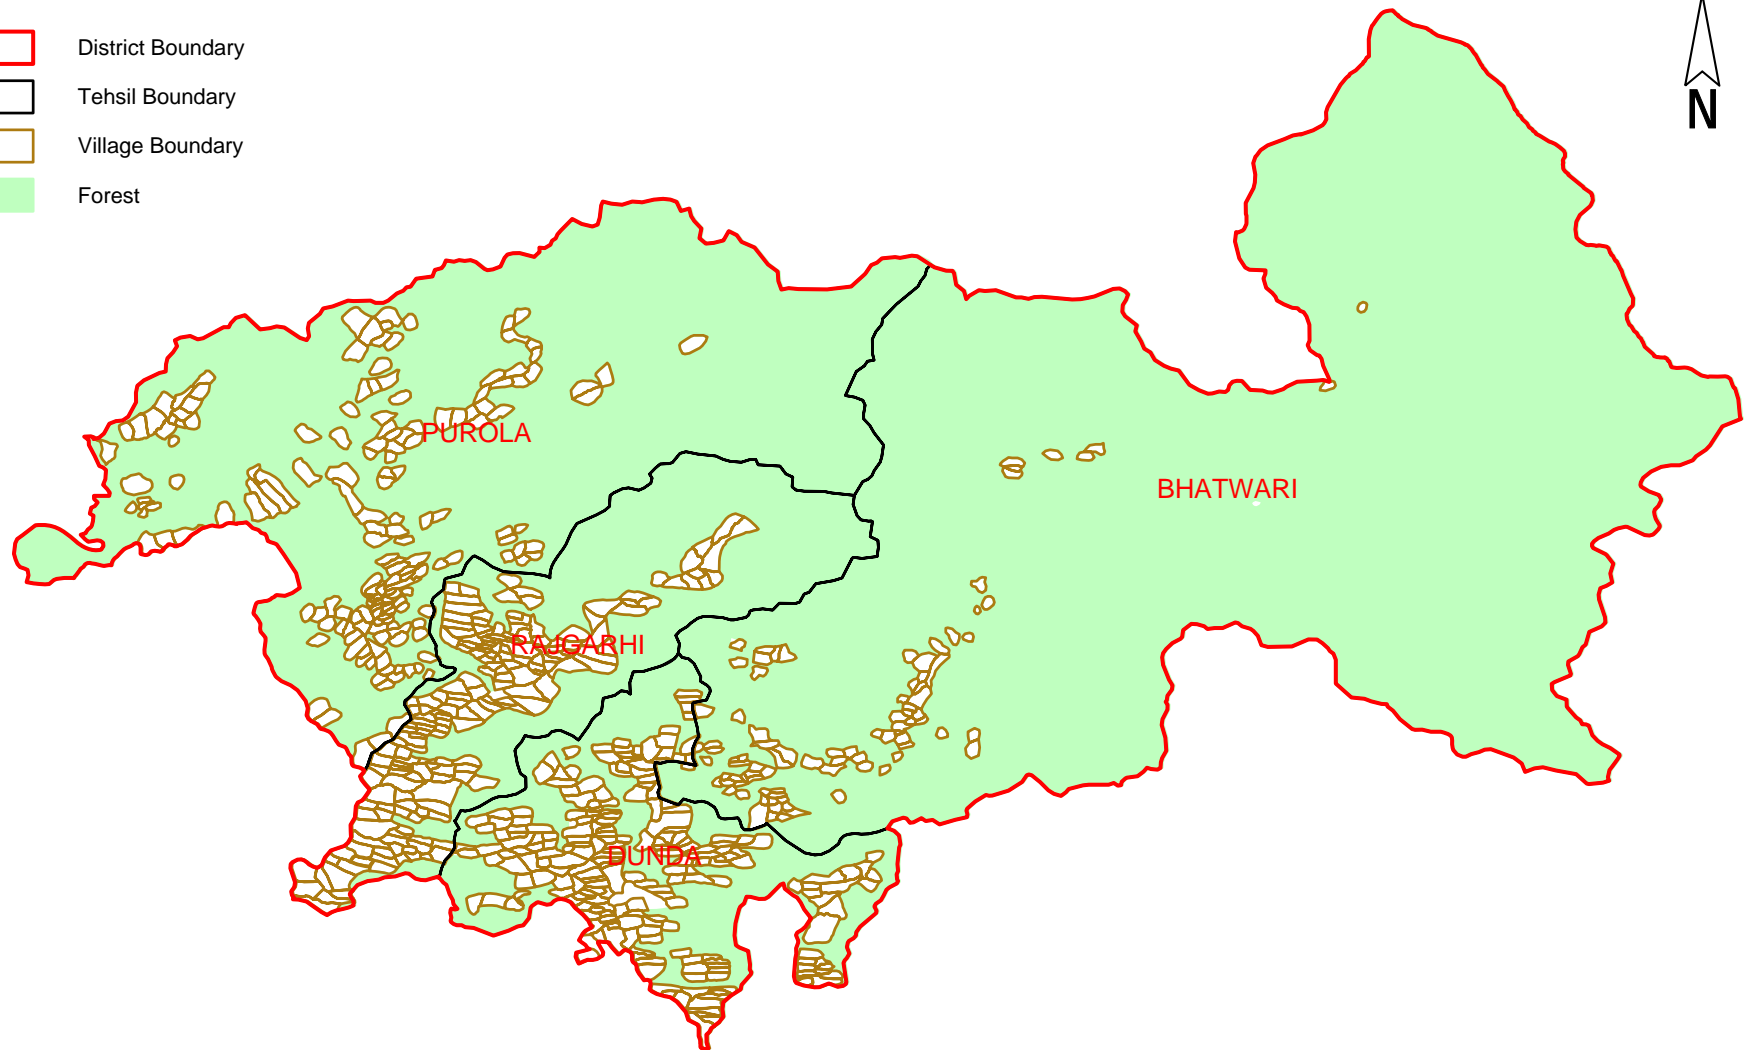 District Boundary
Tehsil Boundary
Village Boundary
Forest
N
PUROLA
BHATWARI
RAJGARHI
DUNDA